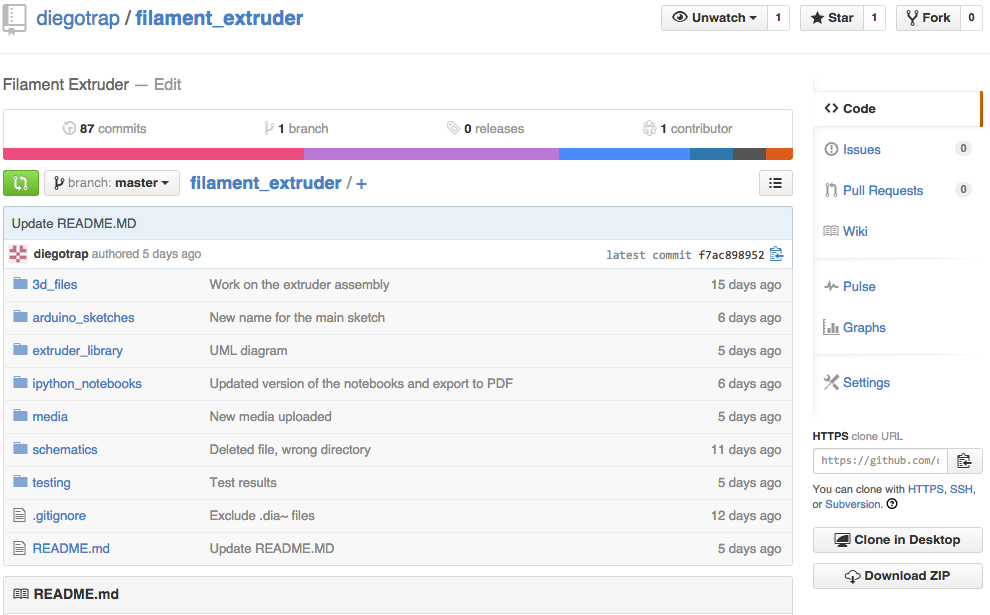 diegotrap / filament_extruder
Unwatch 1 Star 1 Fork 0
Filament Extruder — Edit
87 commits 1 branch 0 releases 1 contributor
branch: master filament_extruder / +
Update README.MD
diegotrap authored 5 days ago latest commit f7ac898952
3d_files Work on the extruder assembly 15 days ago
arduino_sketches New name for the main sketch 6 days ago
extruder_library UML diagram 5 days ago
ipython_notebooks Updated version of the notebooks and export to PDF 6 days ago
media New media uploaded 5 days ago
schematics Deleted file, wrong directory 11 days ago
testing Test results 5 days ago
.gitignore Exclude .dia~ files 12 days ago
README.md Update README.MD 5 days ago
README.md
Code
Issues 0
Pull Requests 0
Wiki
Pulse
Graphs
Settings
HTTPS clone URL
https://github.com/
You can clone with HTTPS, SSH,
or Subversion.
Clone in Desktop
Download ZIP